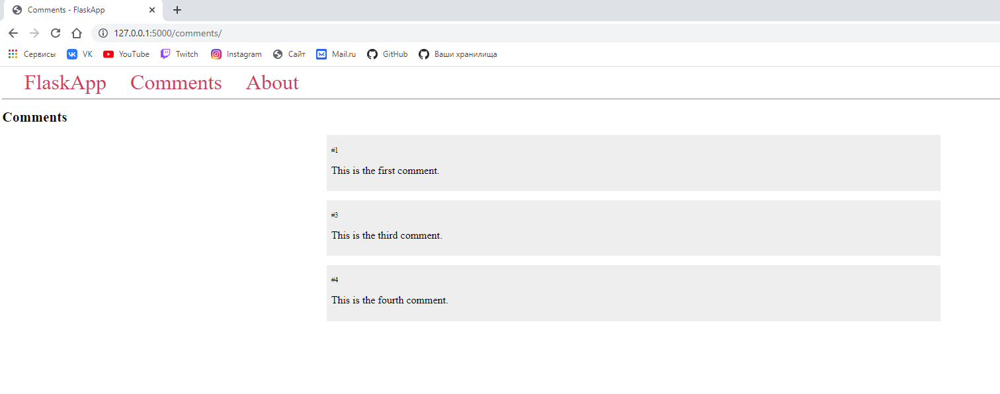 Comments - FlaskApp
127.0.0.1:5000/comments/
Сервисы VK YouTube Twitch Instagram Сайт Mail.ru GitHub Ваши хранилища
FlaskApp Comments About
Comments
#1
This is the first comment.
#3
This is the third comment.
#4
This is the fourth comment.